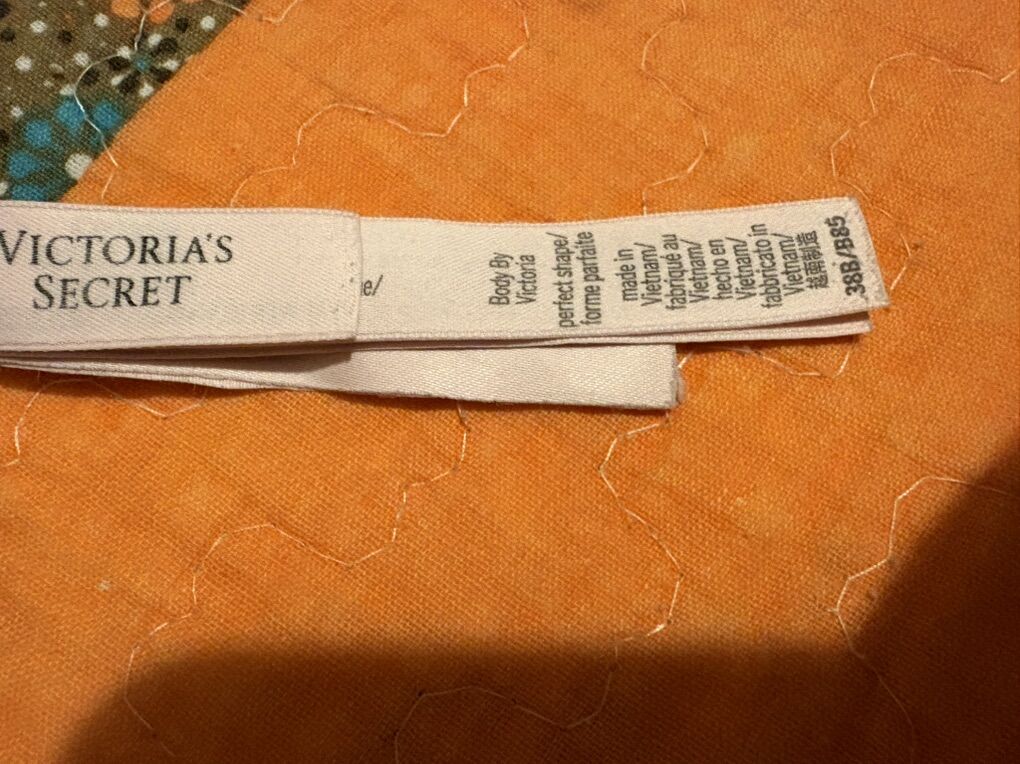 VICTORIA'S
SECRET
e/
Body By
Victoria
perfect shape/
forme parfaite
made in
Vietnam/
fabriqué au
Vietnam/
hecho en
Vietnam/
fabbricato in
Vietnam/
越南制造
38B/B85